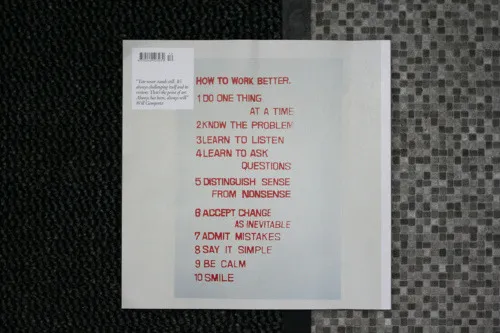 HOW TO WORK BETTER.
1 DO ONE THING
AT A TIME
2 KNOW THE PROBLEM
3 LEARN TO LISTEN
4 LEARN TO ASK
QUESTIONS
5 DISTINGUISH SENSE
FROM NONSENSE
6 ACCEPT CHANGE
AS INEVITABLE
7 ADMIT MISTAKES
8 SAY IT SIMPLE
9 BE CALM
10 SMILE